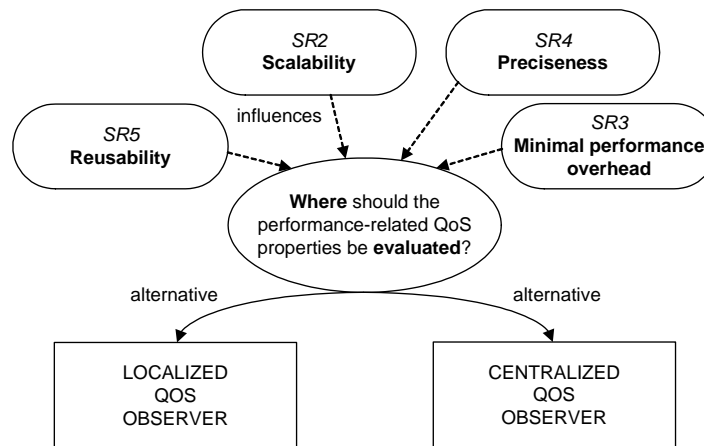 SR2
Scalability
SR4
Preciseness
influences
SR5
Reusability
SR3
Minimal performance
overhead
Where should the
performance-related QoS
properties be evaluated?
alternative
alternative
LOCALIZED
QOS
OBSERVER
CENTRALIZED
QOS
OBSERVER